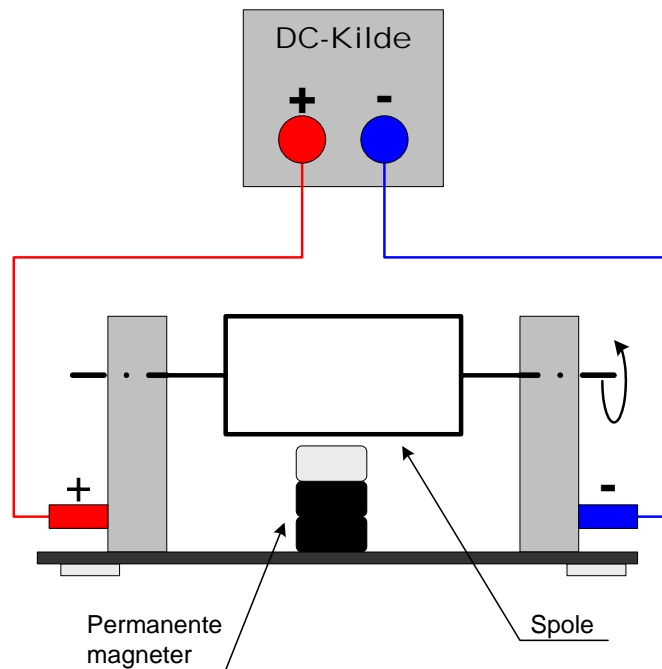 DC-Kilde
+ -
+ -
Permanente
magneter
Spole